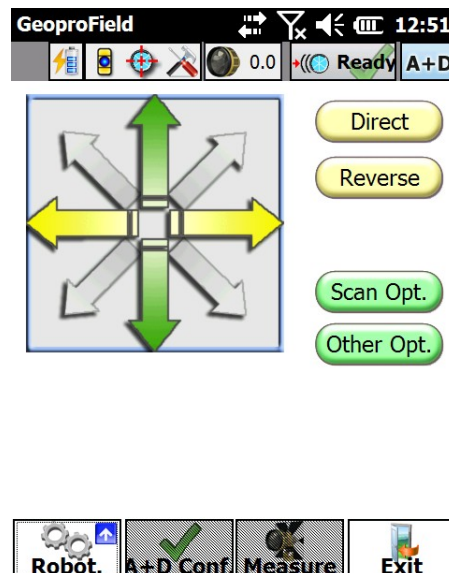 GeoproField 12:51
0.0 Ready A+D
Direct
Reverse
Scan Opt.
Other Opt.
Robot. A+D Conf. Measure Exit